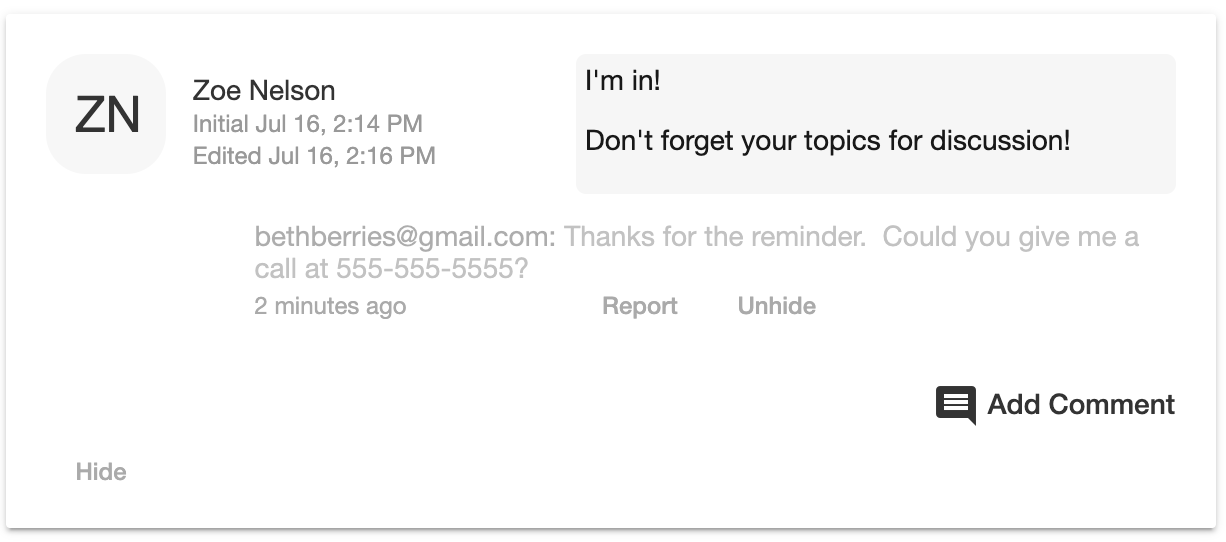 ZN
Zoe Nelson
Initial Jul 16, 2:14 PM
Edited Jul 16, 2:16 PM
I'm in!
Don't forget your topics for discussion!
bethberries@gmail.com: Thanks for the reminder.  Could you give me a
call at 555-555-5555?
2 minutes ago Report Unhide
Add Comment
Hide